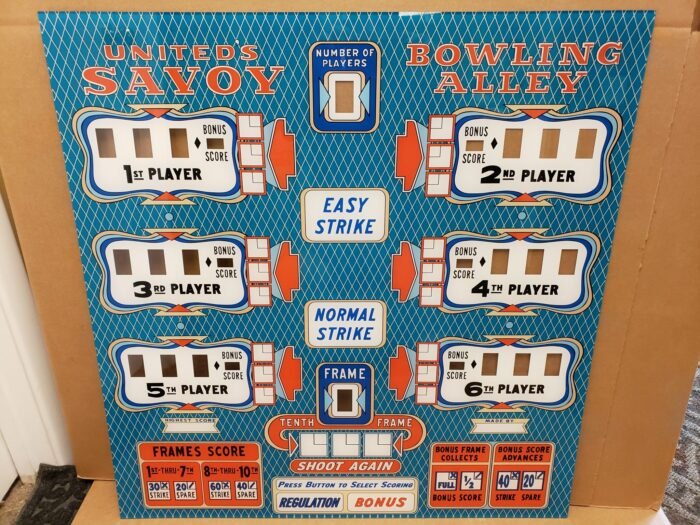 UNITED'S
SAVOY
NUMBER OF
PLAYERS
BOWLING
ALLEY
BONUS
SCORE
1ST PLAYER
BONUS
SCORE
2ND PLAYER
EASY
STRIKE
BONUS
SCORE
3RD PLAYER
BONUS
SCORE
4TH PLAYER
NORMAL
STRIKE
BONUS
SCORE
5TH PLAYER
FRAME
BONUS
SCORE
6TH PLAYER
HIGHEST SCORE
MADE BY
TENTH FRAME
SHOOT AGAIN
FRAMES SCORE
1ST-THRU-7TH
30 X
STRIKE
20
SPARE
8TH-THRU-10TH
60 X
STRIKE
40
SPARE
PRESS BUTTON TO SELECT SCORING
REGULATION
BONUS
BONUS FRAME
COLLECTS
FULL X
1/2
BONUS SCORE
BONUS SCORE
ADVANCES
40 X
20
STRIKE SPARE